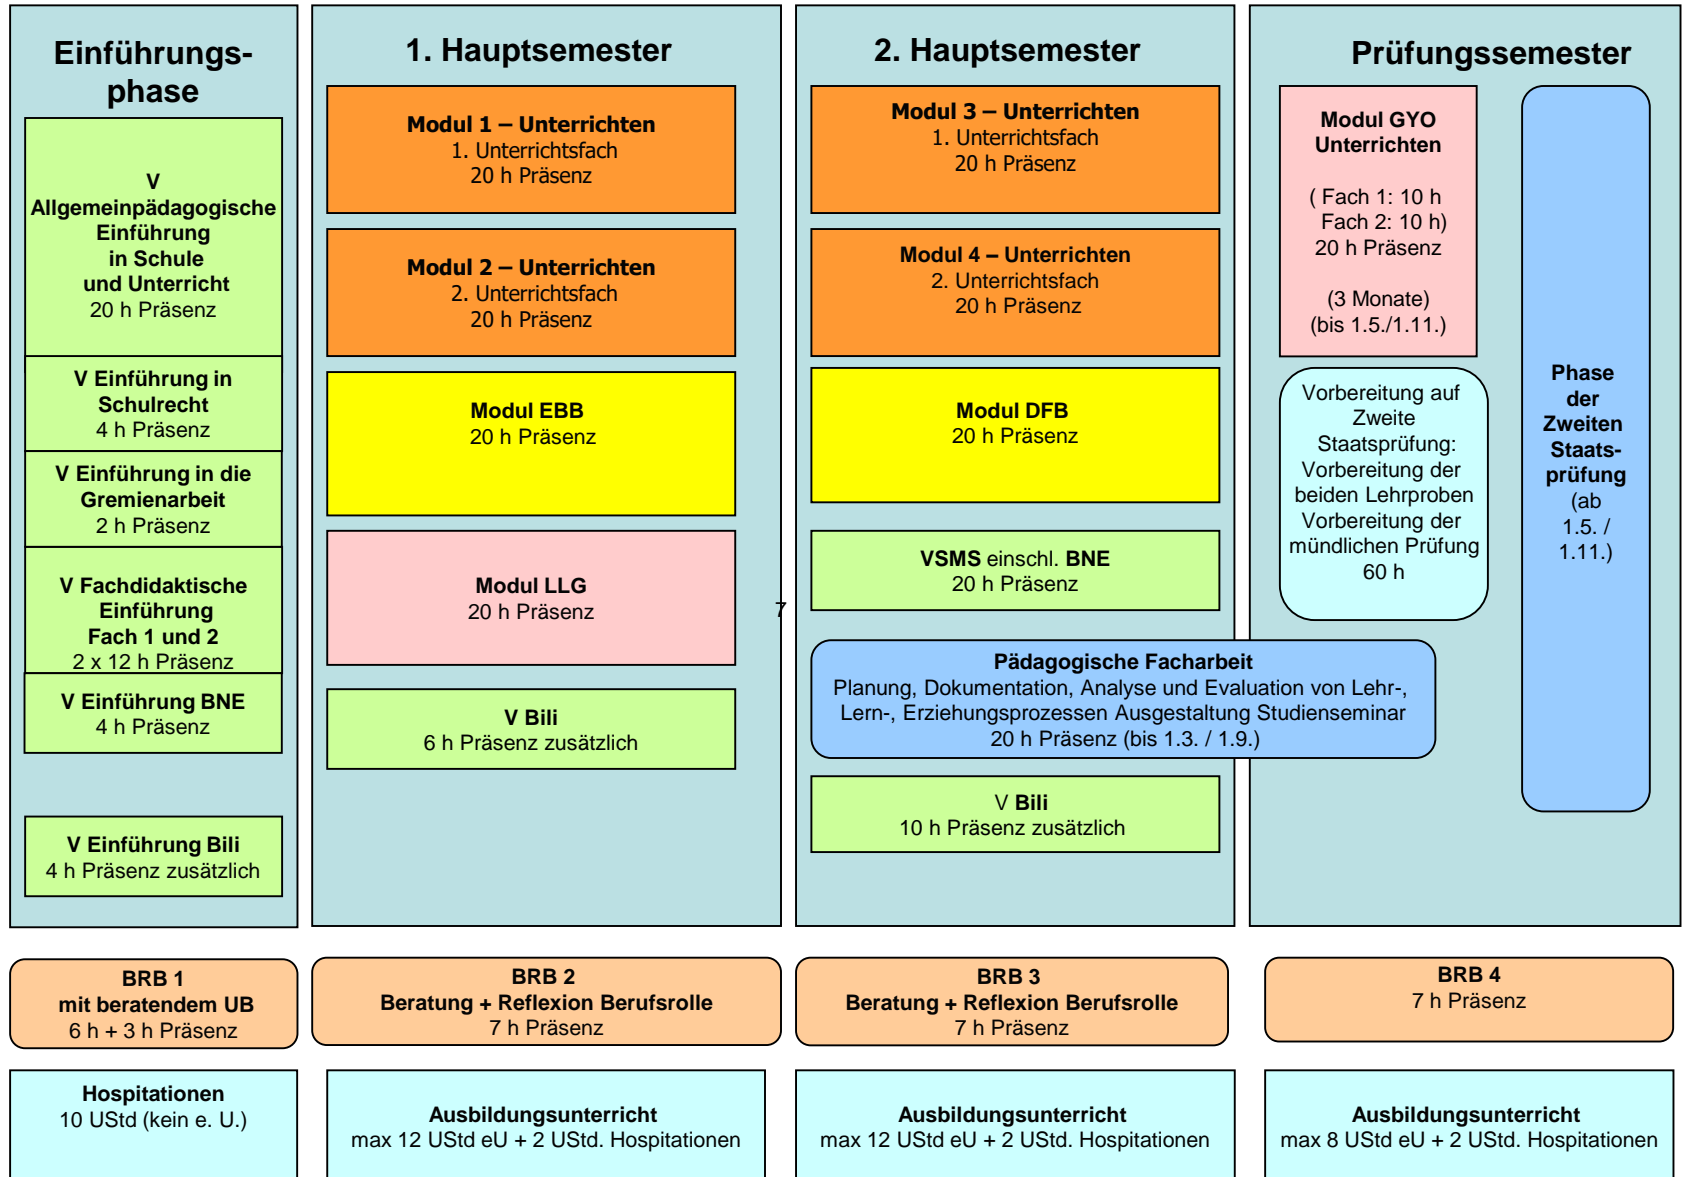 Einführungs-
phase
V
Allgemeinpädagogische
Einführung
in Schule
und Unterricht
20 h Präsenz
V Einführung in
Schulrecht
4 h Präsenz
V Einführung in die
Gremienarbeit
2 h Präsenz
V Fachdidaktische
Einführung
Fach 1 und 2
2 x 12 h Präsenz
V Einführung BNE
4 h Präsenz
V Einführung Bili
4 h Präsenz zusätzlich
1. Hauptsemester
Modul 1 – Unterrichten
1. Unterrichtsfach
20 h Präsenz
Modul 2 – Unterrichten
2. Unterrichtsfach
20 h Präsenz
Modul EBB
20 h Präsenz
Modul LLG
20 h Präsenz
V Bili
6 h Präsenz zusätzlich
7
2. Hauptsemester
Modul 3 – Unterrichten
1. Unterrichtsfach
20 h Präsenz
Modul 4 – Unterrichten
2. Unterrichtsfach
20 h Präsenz
Modul DFB
20 h Präsenz
VSMS einschl. BNE
20 h Präsenz
Pädagogische Facharbeit
Planung, Dokumentation, Analyse und Evaluation von Lehr-,
Lern-, Erziehungsprozessen Ausgestaltung Studienseminar
20 h Präsenz (bis 1.3. / 1.9.)
V Bili
10 h Präsenz zusätzlich
Prüfungssemester
Modul GYO
Unterrichten
( Fach 1: 10 h
Fach 2: 10 h)
20 h Präsenz
(3 Monate)
(bis 1.5./1.11.)
Vorbereitung auf
Zweite
Staatsprüfung:
Vorbereitung der
beiden Lehrproben
Vorbereitung der
mündlichen Prüfung
60 h
Phase
der
Zweiten
Staats-
prüfung
(ab
1.5. /
1.11.)
BRB 1
mit beratendem UB
6 h + 3 h Präsenz
BRB 2
Beratung + Reflexion Berufsrolle
7 h Präsenz
BRB 3
Beratung + Reflexion Berufsrolle
7 h Präsenz
BRB 4
7 h Präsenz
Hospitationen
10 UStd (kein e. U.)
Ausbildungsunterricht
max 12 UStd eU + 2 UStd. Hospitationen
Ausbildungsunterricht
max 12 UStd eU + 2 UStd. Hospitationen
Ausbildungsunterricht
max 8 UStd eU + 2 UStd. Hospitationen